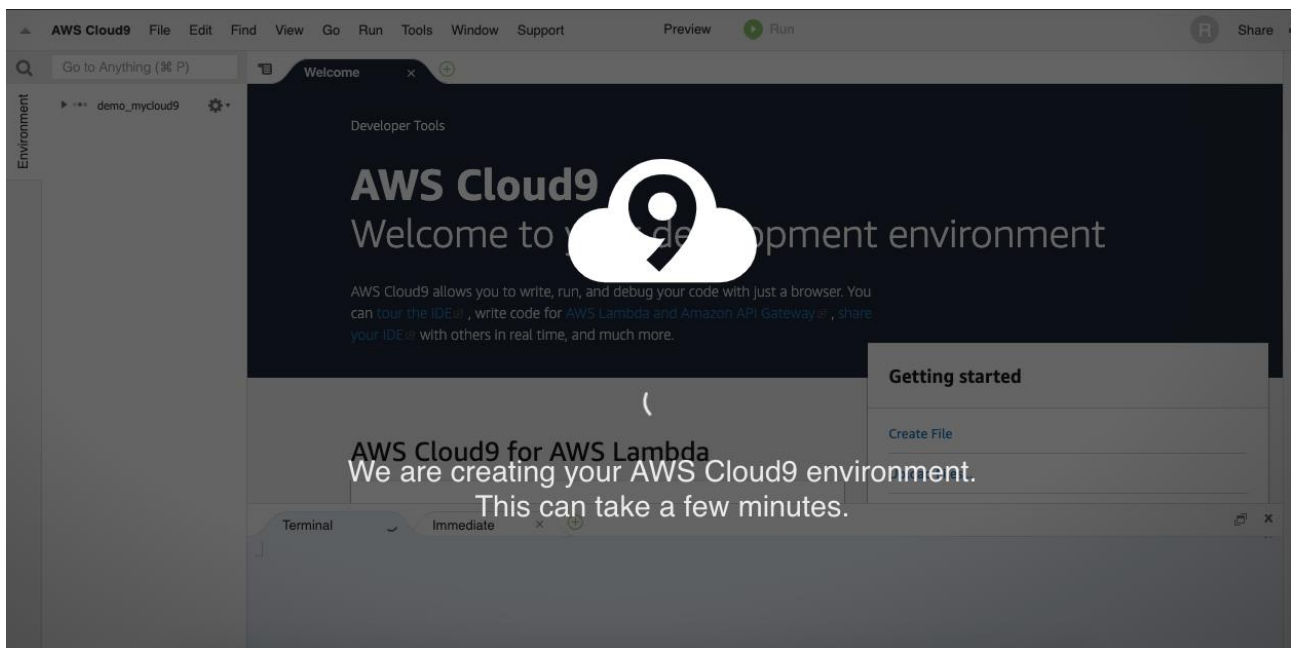 AWS Cloud9 File Edit Find View Go Run Tools Window Support Preview Run R Share
Go to Anything (⌘ P)
Welcome
Environment
demo_mycloud9
Developer Tools
AWS Cloud9
9
Welcome to your development environment
AWS Cloud9 allows you to write, run, and debug your code with just a browser. You
can tour the IDE , write code for AWS Lambda and Amazon API Gateway , share
your IDE with others in real time, and much more.
Getting started
Create File
AWS Cloud9 for AWS Lambda
We are creating your AWS Cloud9 environment.
This can take a few minutes.
Terminal Immediate